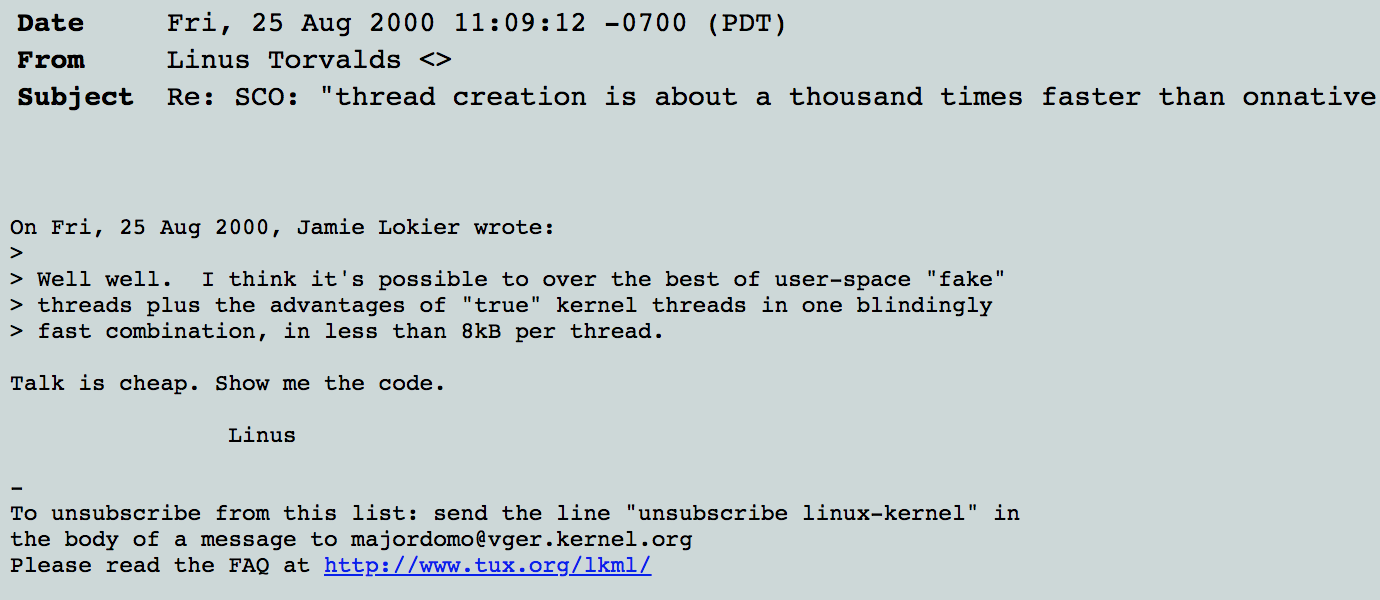 Date Fri, 25 Aug 2000 11:09:12 -0700 (PDT)
From Linus Torvalds <>
Subject Re: SCO: "thread creation is about a thousand times faster than onnative
On Fri, 25 Aug 2000, Jamie Lokier wrote:
>
> Well well.  I think it's possible to over the best of user-space "fake"
> threads plus the advantages of "true" kernel threads in one blindingly
> fast combination, in less than 8kB per thread.
Talk is cheap. Show me the code.
Linus
-
To unsubscribe from this list: send the line "unsubscribe linux-kernel" in
the body of a message to majordomo@vger.kernel.org
Please read the FAQ at http://www.tux.org/lkml/